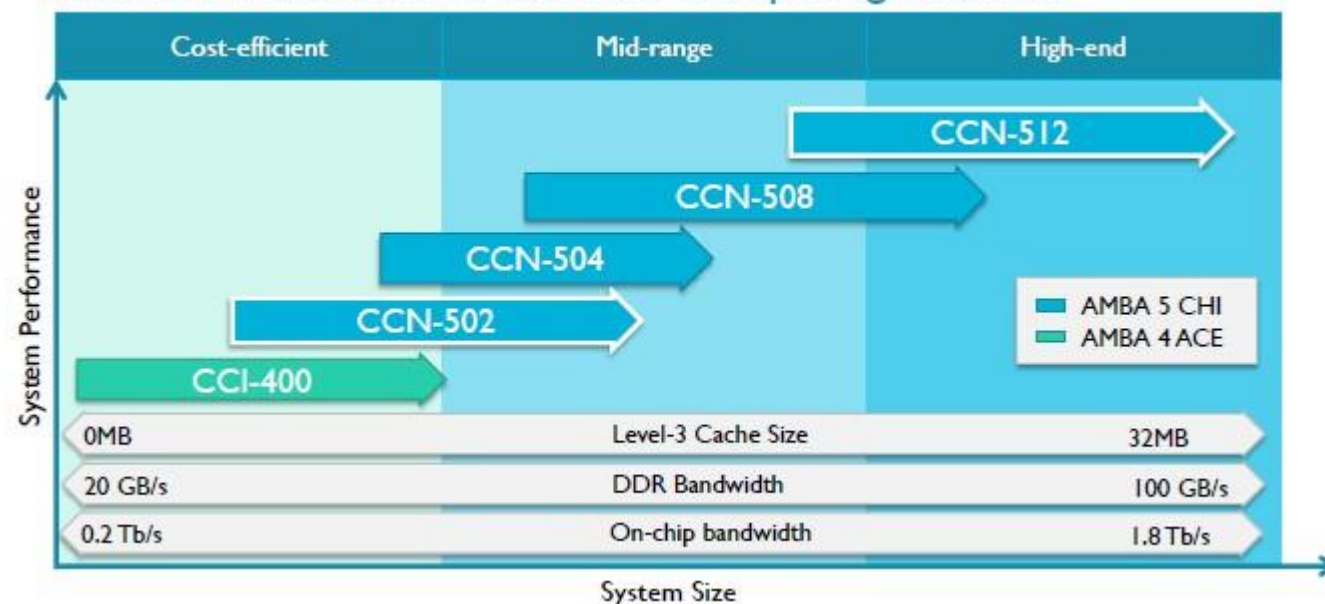 Cost-efficient Mid-range High-end
CCN-512
CCN-508
CCN-504
CCN-502
CCI-400
AMBA 5 CHI
AMBA 4 ACE
System Performance
0MB Level-3 Cache Size 32MB
20 GB/s DDR Bandwidth 100 GB/s
0.2 Tb/s On-chip bandwidth 1.8 Tb/s
System Size